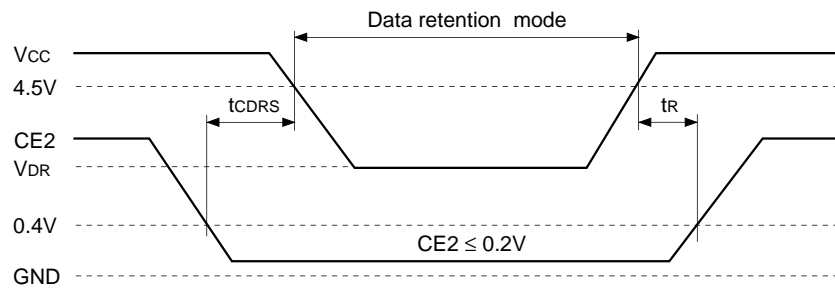 Data retention mode
VCC
4.5V
tCDRS
tR
CE2
VDR
0.4V
CE2 ≤ 0.2V
GND